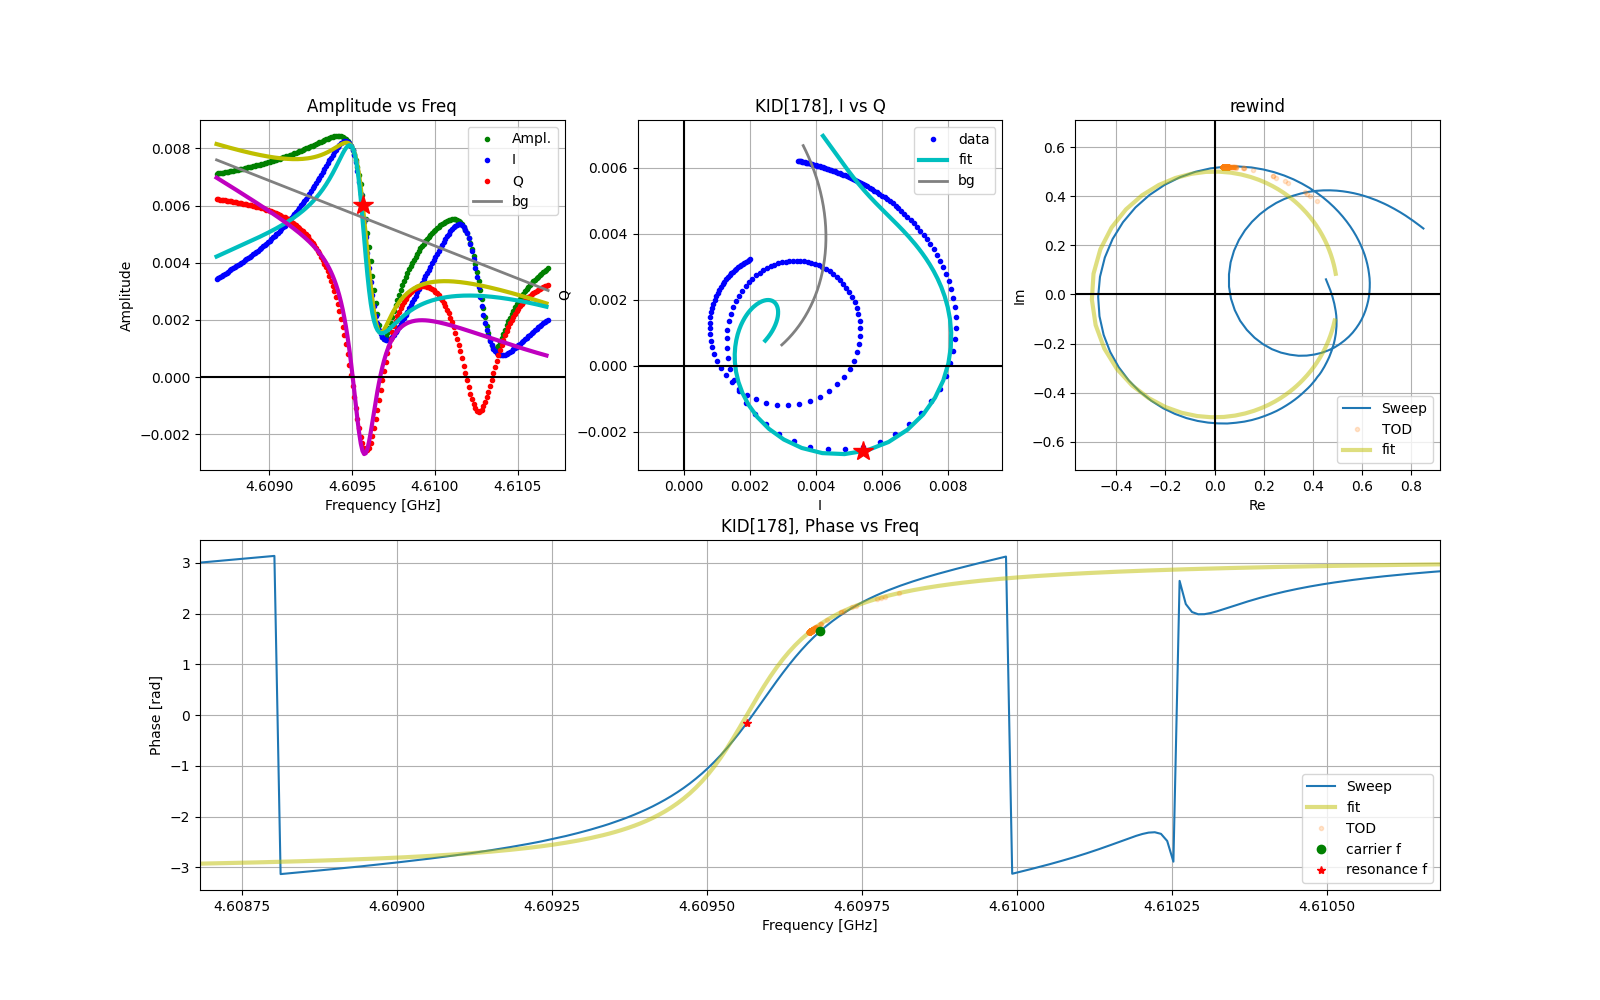 Amplitude vs Freq
KID[178], I vs Q
rewind
Amplitude
0.008
0.006
0.004
0.002
0.000
−0.002
4.6090
4.6095
4.6100
4.6105
Frequency [GHz]
Ampl.
I
Q
bg
Q
0.006
0.004
0.002
0.000
−0.002
0.000
0.002
0.004
0.006
0.008
I
data
fit
bg
Im
0.6
0.4
0.2
0.0
−0.2
−0.4
−0.6
−0.4
−0.2
0.0
0.2
0.4
0.6
0.8
Re
Sweep
TOD
fit
KID[178], Phase vs Freq
Phase [rad]
3
2
1
0
−1
−2
−3
4.60875
4.60900
4.60925
4.60950
4.60975
4.61000
4.61025
4.61050
Frequency [GHz]
Sweep
fit
TOD
carrier f
resonance f